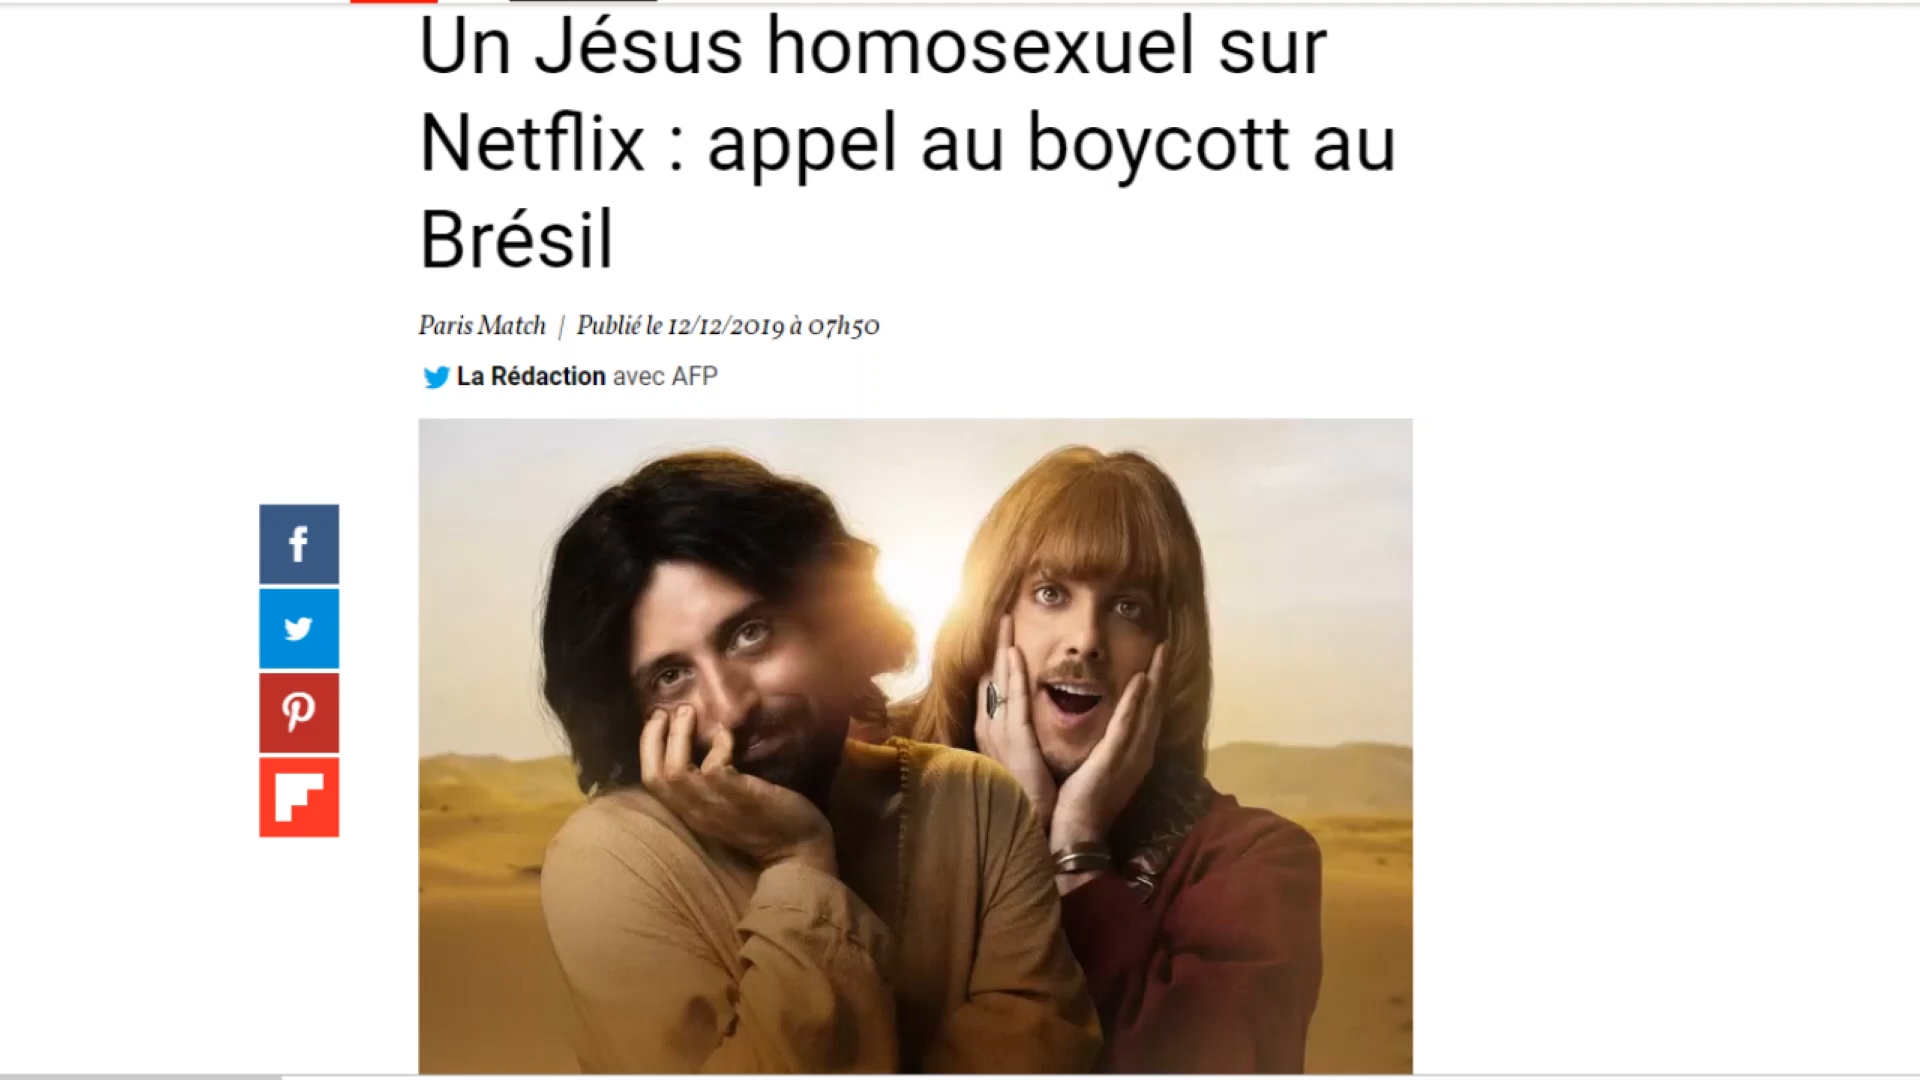 Un Jésus homosexuel sur
Netflix : appel au boycott au
Brésil
Paris Match | Publié le 12/12/2019 à 07h50
La Rédaction avec AFP